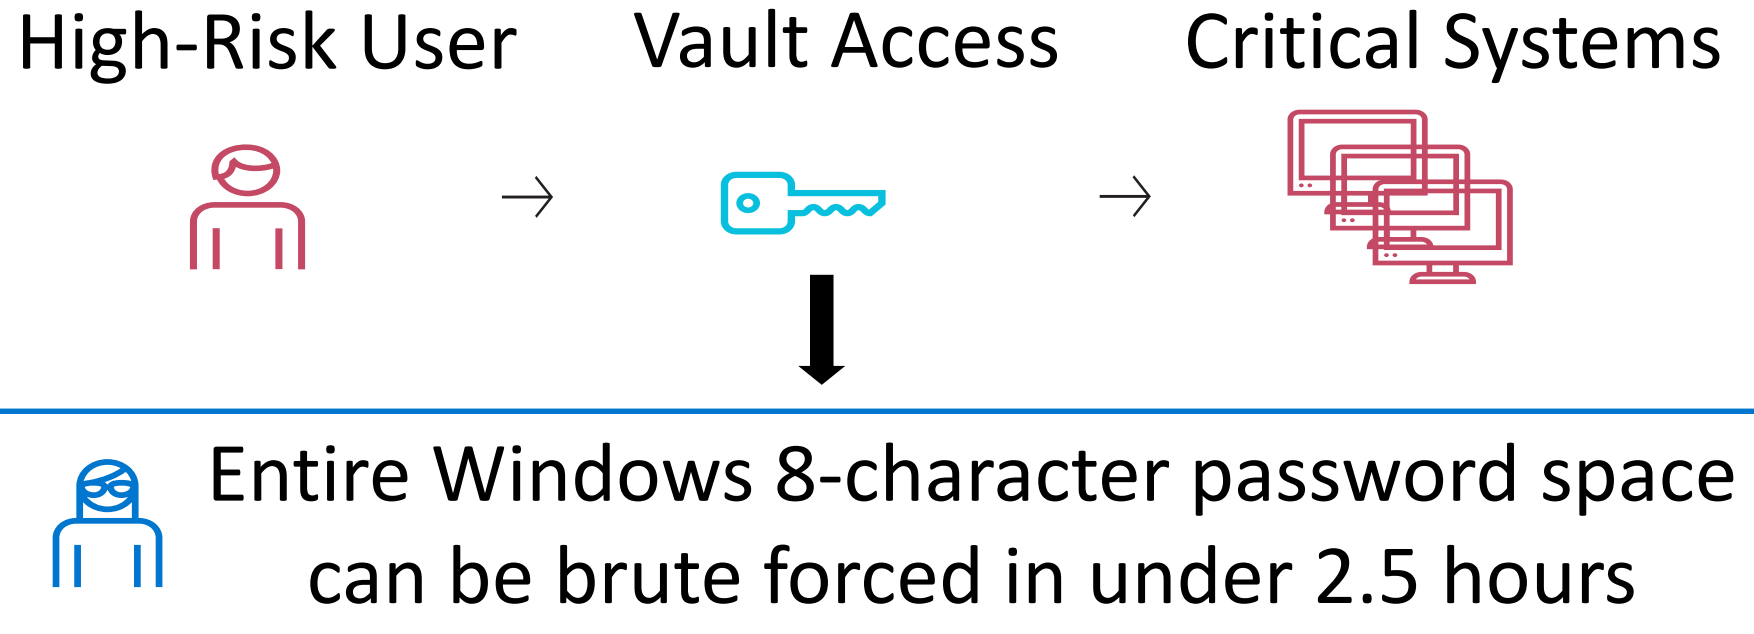 High-Risk User
Vault Access
Critical Systems
Entire Windows 8-character password space
can be brute forced in under 2.5 hours